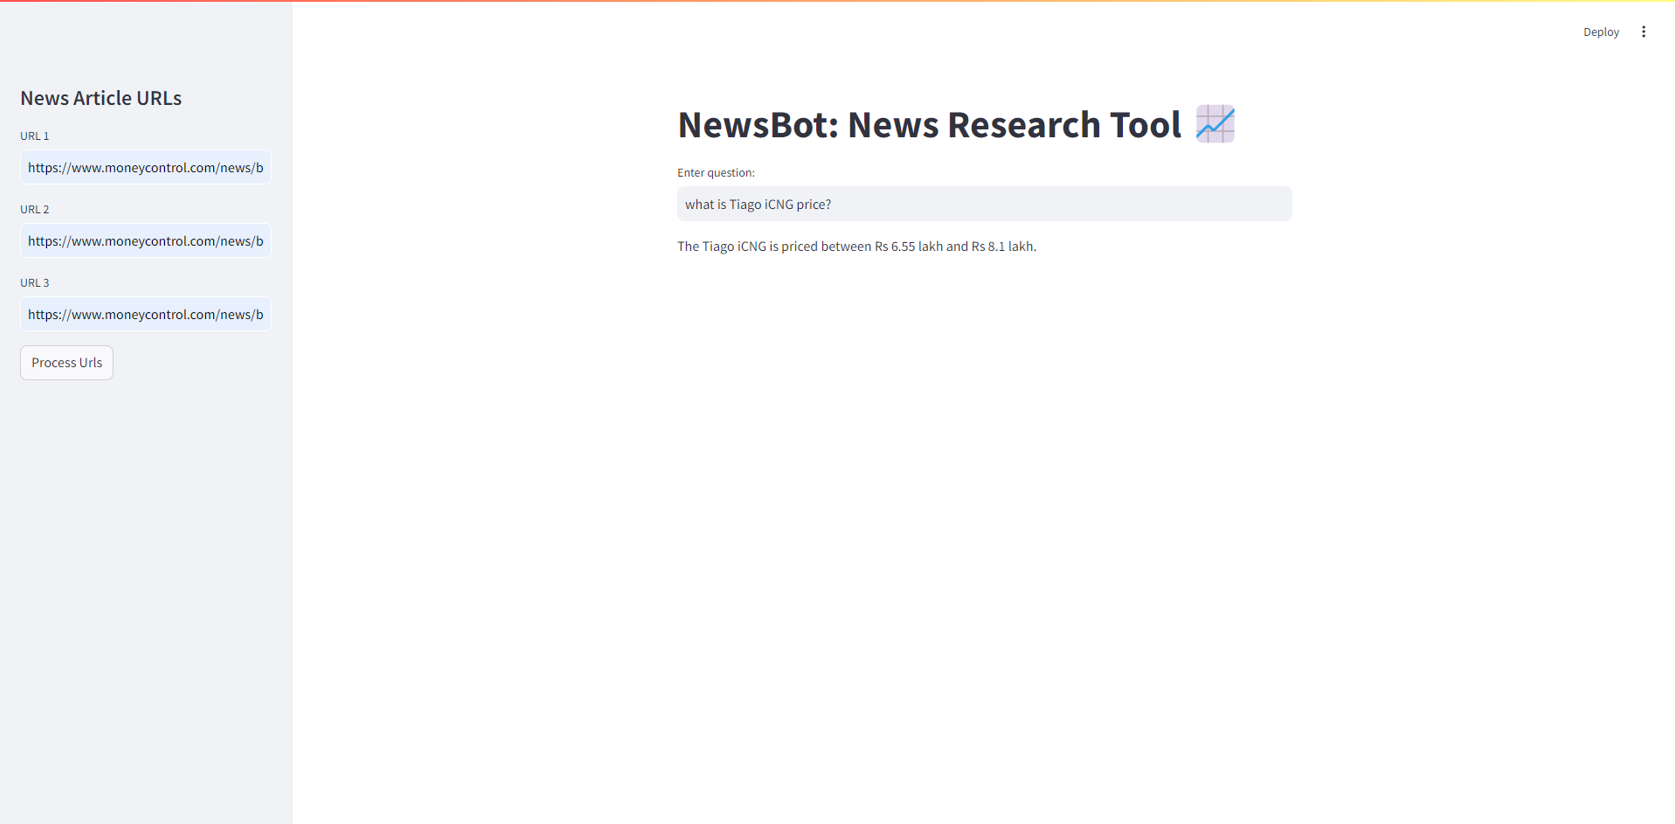 Deploy
News Article URLs
URL 1
https://www.moneycontrol.com/news/b
URL 2
https://www.moneycontrol.com/news/b
URL 3
https://www.moneycontrol.com/news/b
Process Urls
NewsBot: News Research Tool
Enter question:
what is Tiago iCNG price?
The Tiago iCNG is priced between Rs 6.55 lakh and Rs 8.1 lakh.